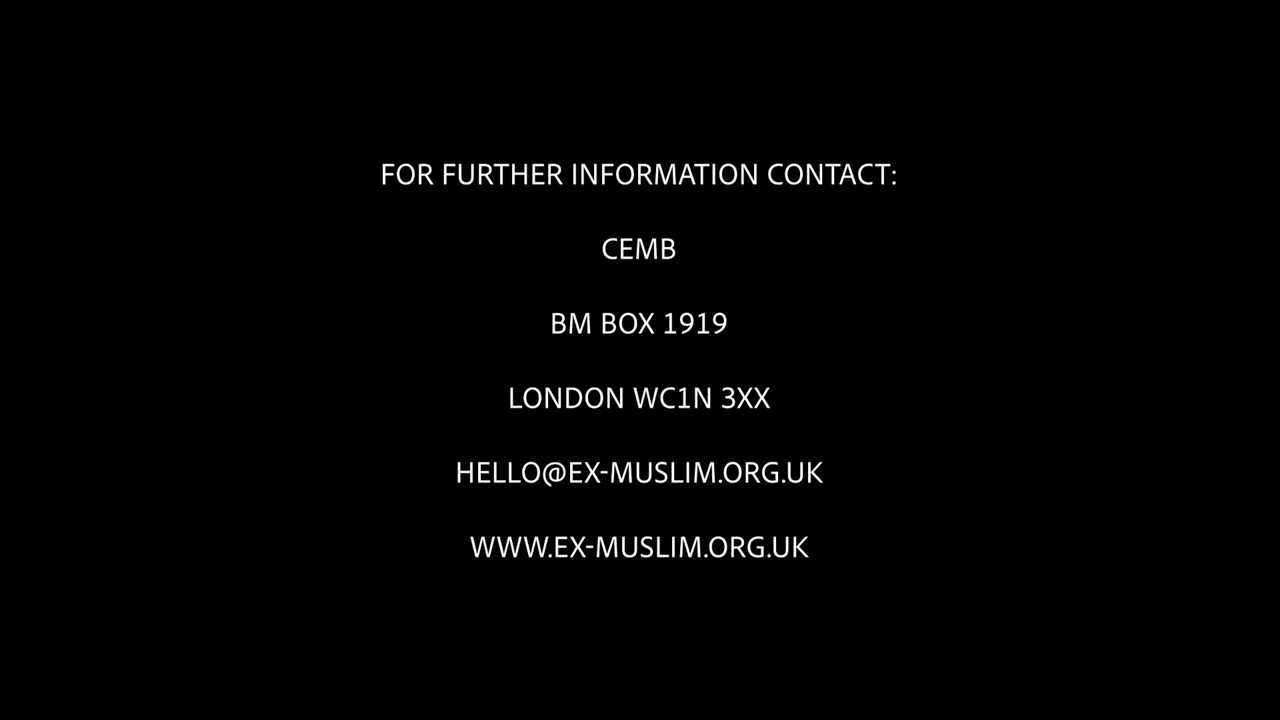 FOR FURTHER INFORMATION CONTACT:
CEMB
BM BOX 1919
LONDON WC1N 3XX
HELLO@EX-MUSLIM.ORG.UK
WWW.EX-MUSLIM.ORG.UK